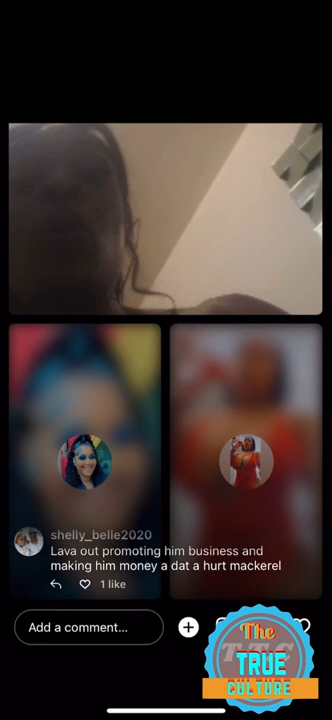 shelly_belle2020
Lava out promoting him business and
making him money a dat a hurt mackerel
1 like
Add a comment...
The
TRUE
CULTURE